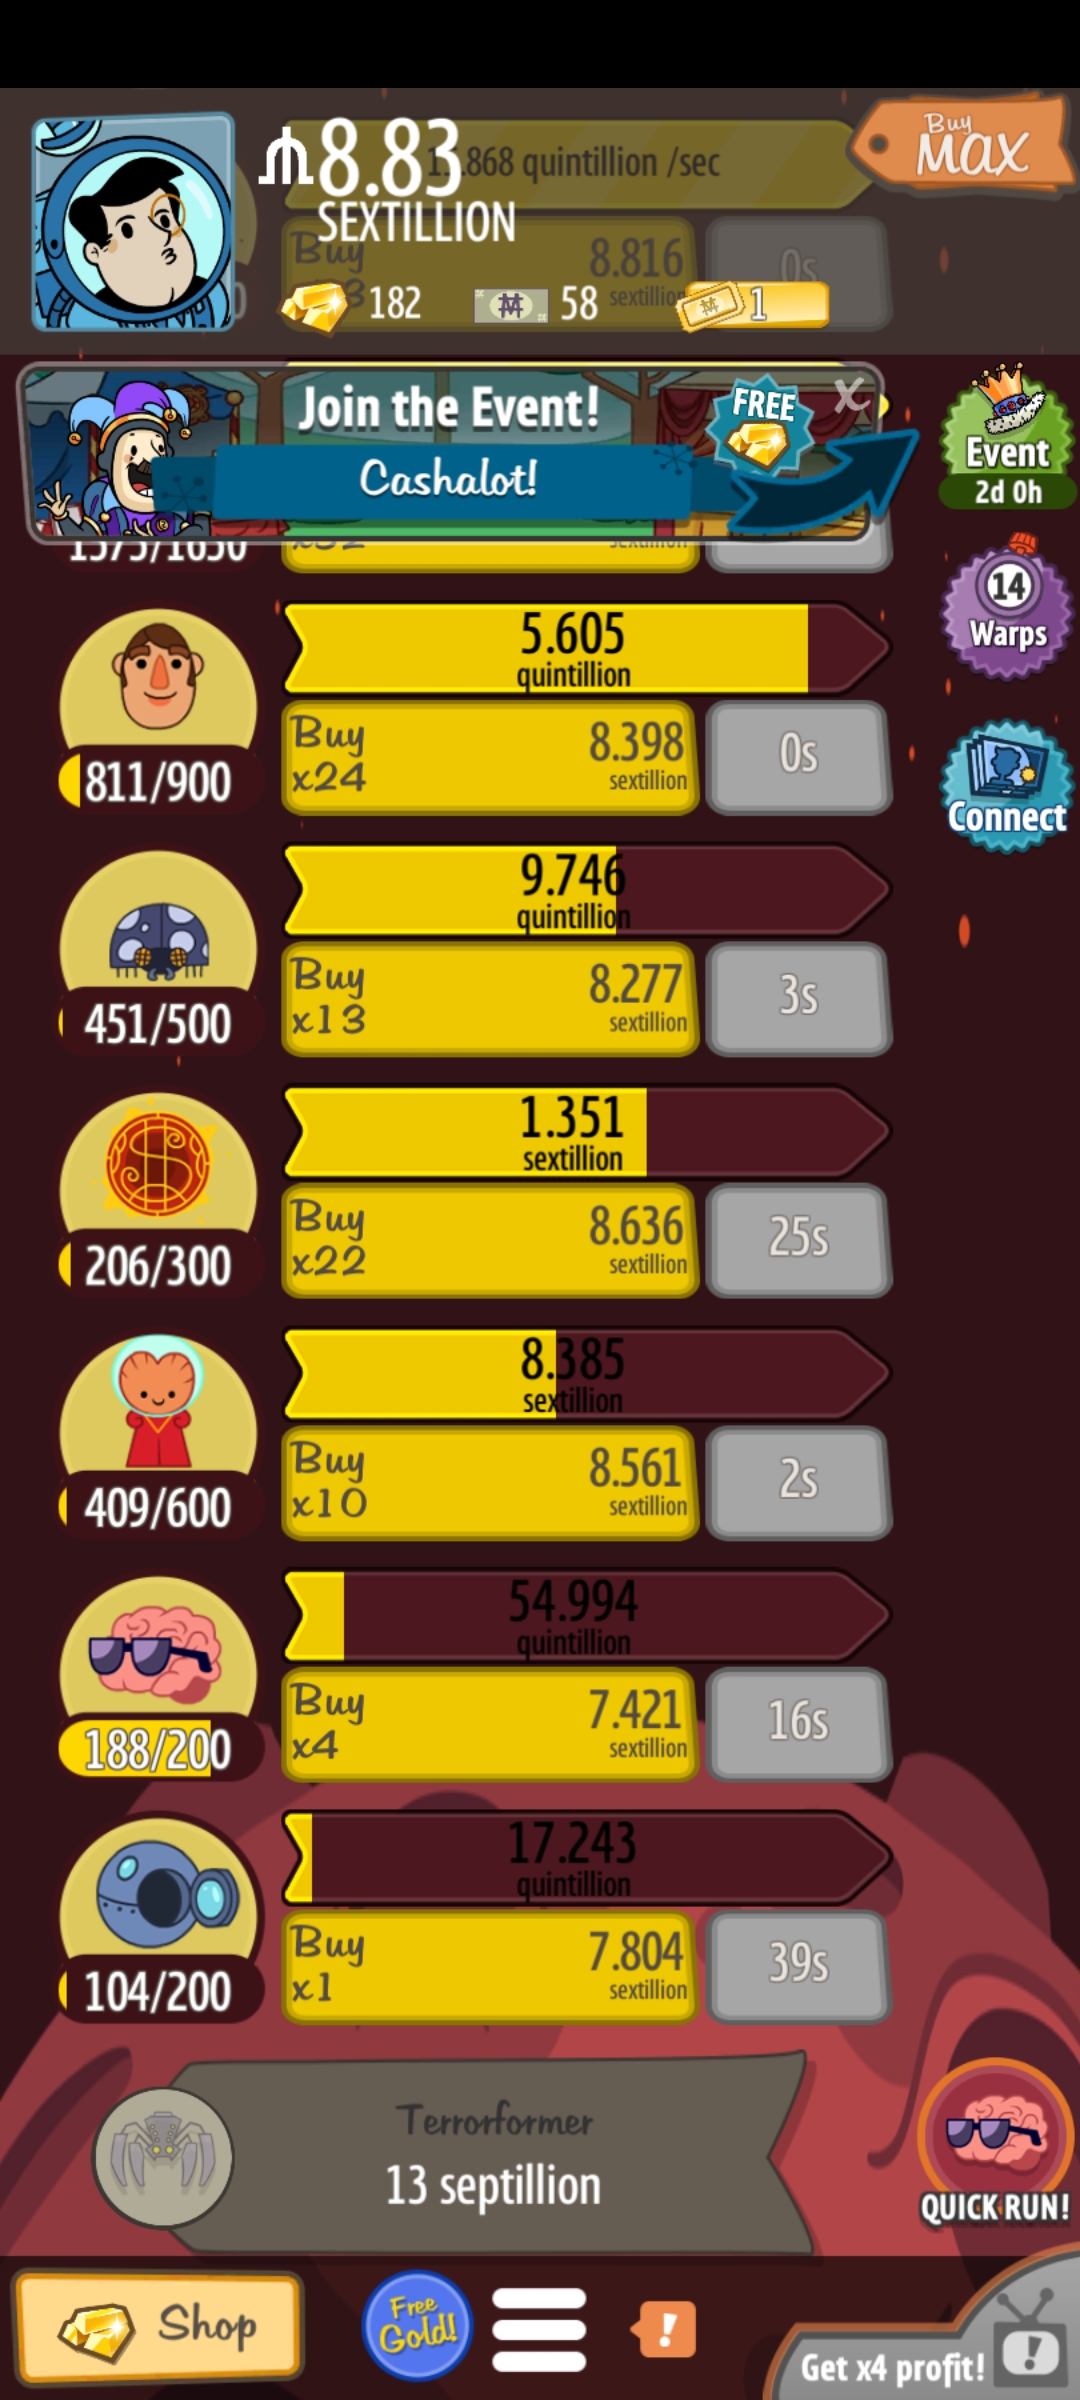 8.83
.868 quintillion /sec
SEXTILLION
Buy
MAX
Buy
8.816
0s
182
58
1
Join the Event!
FREE
X
Cashalot!
Event
2d 0h
1575/1650
x32
sextillion
5.605
quintillion
811/900
Buy
x24
8.398
sextillion
0s
14
Warps
Connect
9.746
quintillion
451/500
Buy
x13
8.277
sextillion
3s
1.351
sextillion
206/300
Buy
x22
8.636
sextillion
25s
8.385
sextillion
409/600
Buy
x10
8.561
sextillion
2s
54.994
quintillion
188/200
Buy
x4
7.421
sextillion
16s
17.243
quintillion
104/200
Buy
x1
7.804
sextillion
39s
Terrorformer
13 septillion
QUICK RUN!
Shop
Free
Gold!
!
Get x4 profit!
!